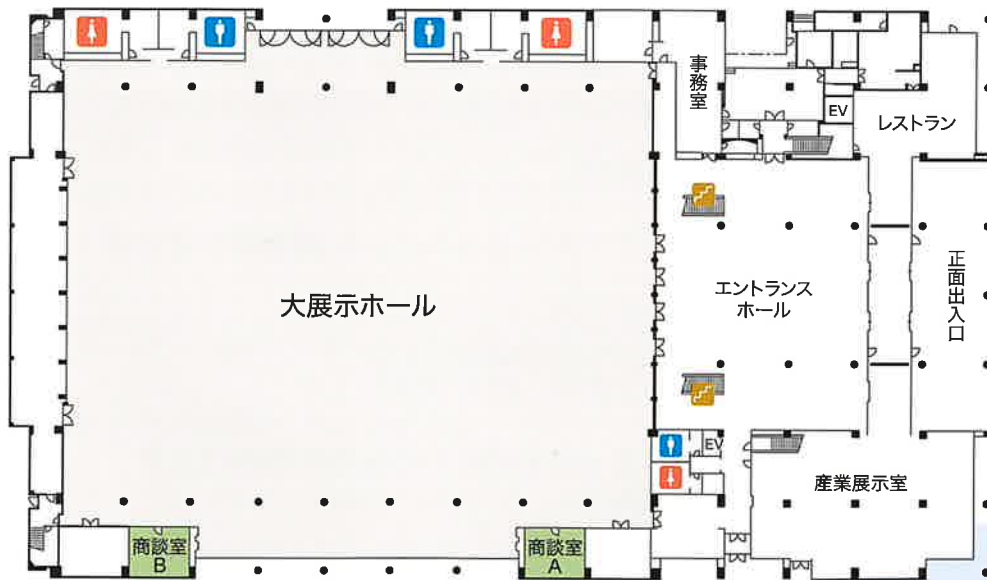 事務室
EV
レストラン
大展示ホール
エントランス
ホール
正面出入口
EV
産業展示室
商談室
B
商談室
A